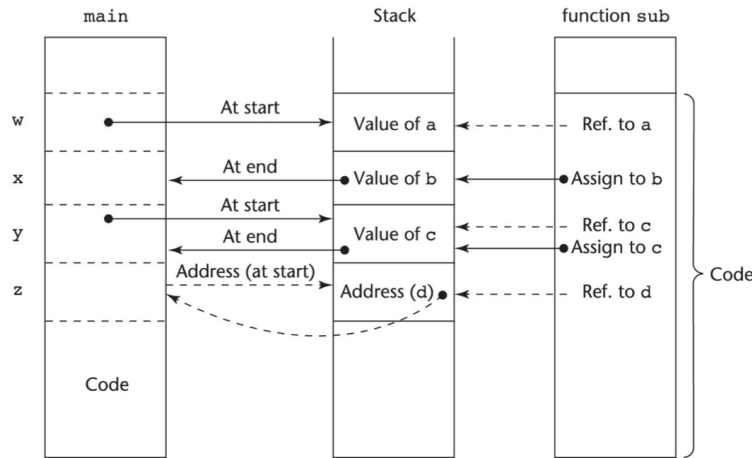 main Stack function sub
w At start Value of a Ref. to a
x At end Value of b Assign to b
At start
y Value of c Ref. to c
At end Assign to c
Address (at start)
z Address (d) Ref. to d
Code
Code